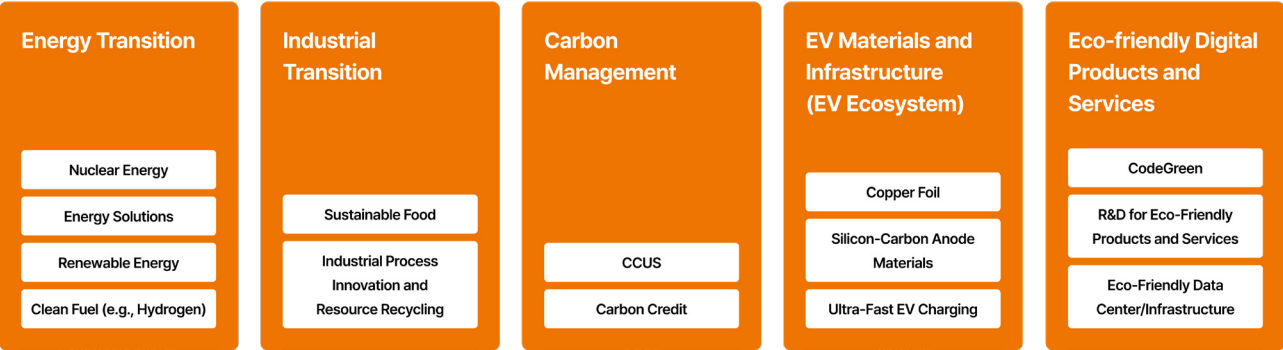 Energy Transition
Nuclear Energy
Energy Solutions
Renewable Energy
Clean Fuel (e.g., Hydrogen)
Industrial
Transition
Sustainable Food
Industrial Process
Innovation and
Resource Recycling
Carbon
Management
CCUS
Carbon Credit
EV Materials and
Infrastructure
(EV Ecosystem)
Copper Foil
Silicon-Carbon Anode
Materials
Ultra-Fast EV Charging
Eco-friendly Digital
Products and
Services
CodeGreen
R&D for Eco-Friendly
Products and Services
Eco-Friendly Data
Center/Infrastructure